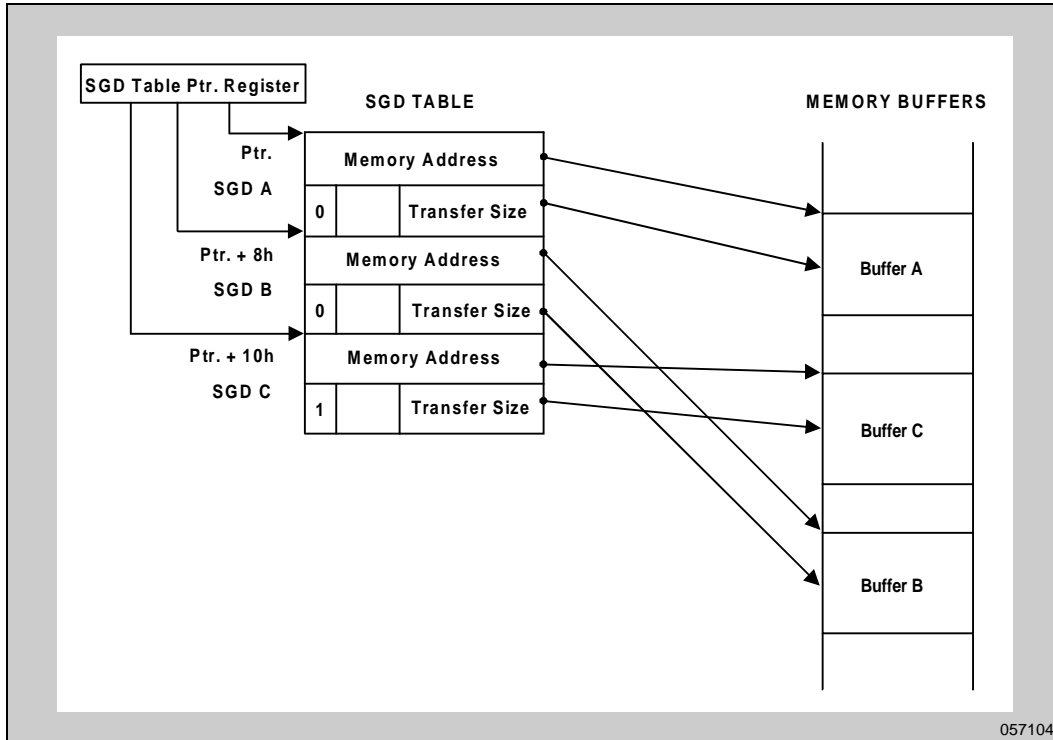 SGD Table Ptr. Register
SGD TABLE
MEMORY BUFFERS
Ptr.
SGD A
Memory Address
0
Transfer Size
Ptr. + 8h
SGD B
Memory Address
0
Transfer Size
Ptr. + 10h
SGD C
Memory Address
1
Transfer Size
Buffer A
Buffer C
Buffer B
057104